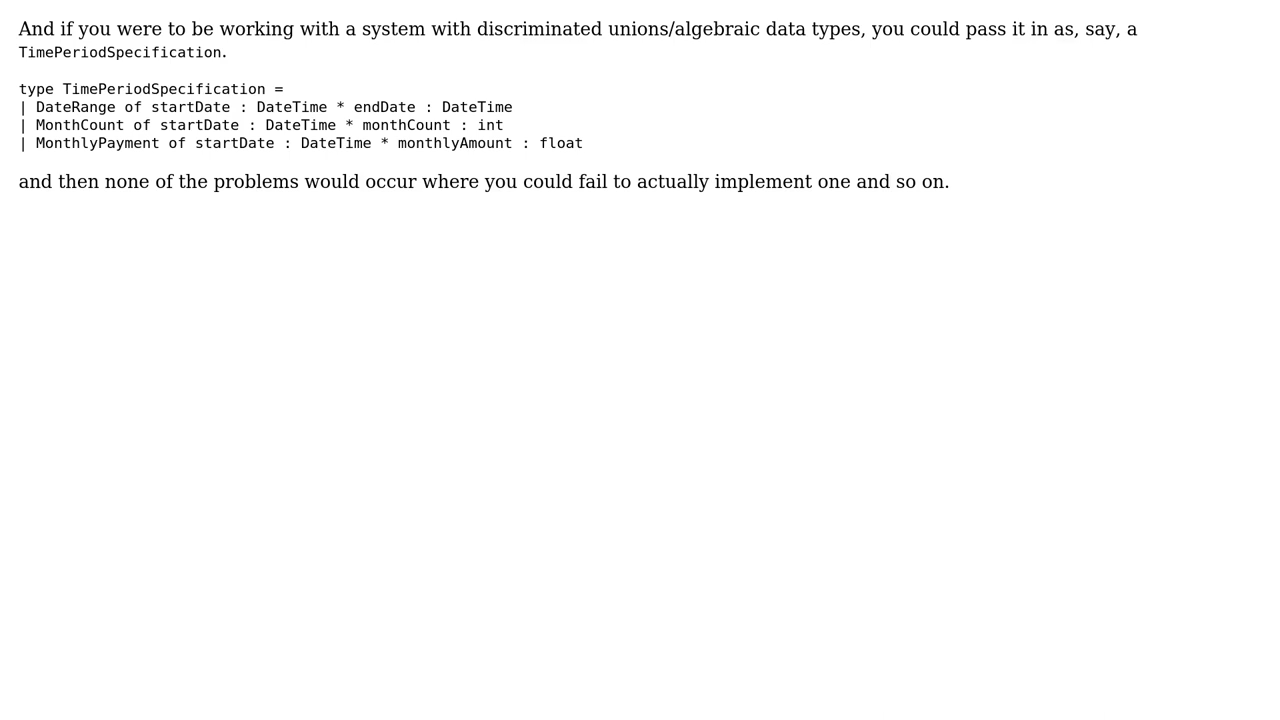 And if you were to be working with a system with discriminated unions/algebraic data types, you could pass it in as, say, a
TimePeriodSpecification.
type TimePeriodSpecification =
| DateRange of startDate : DateTime * endDate : DateTime
| MonthCount of startDate : DateTime * monthCount : int
| MonthlyPayment of startDate : DateTime * monthlyAmount : float
and then none of the problems would occur where you could fail to actually implement one and so on.